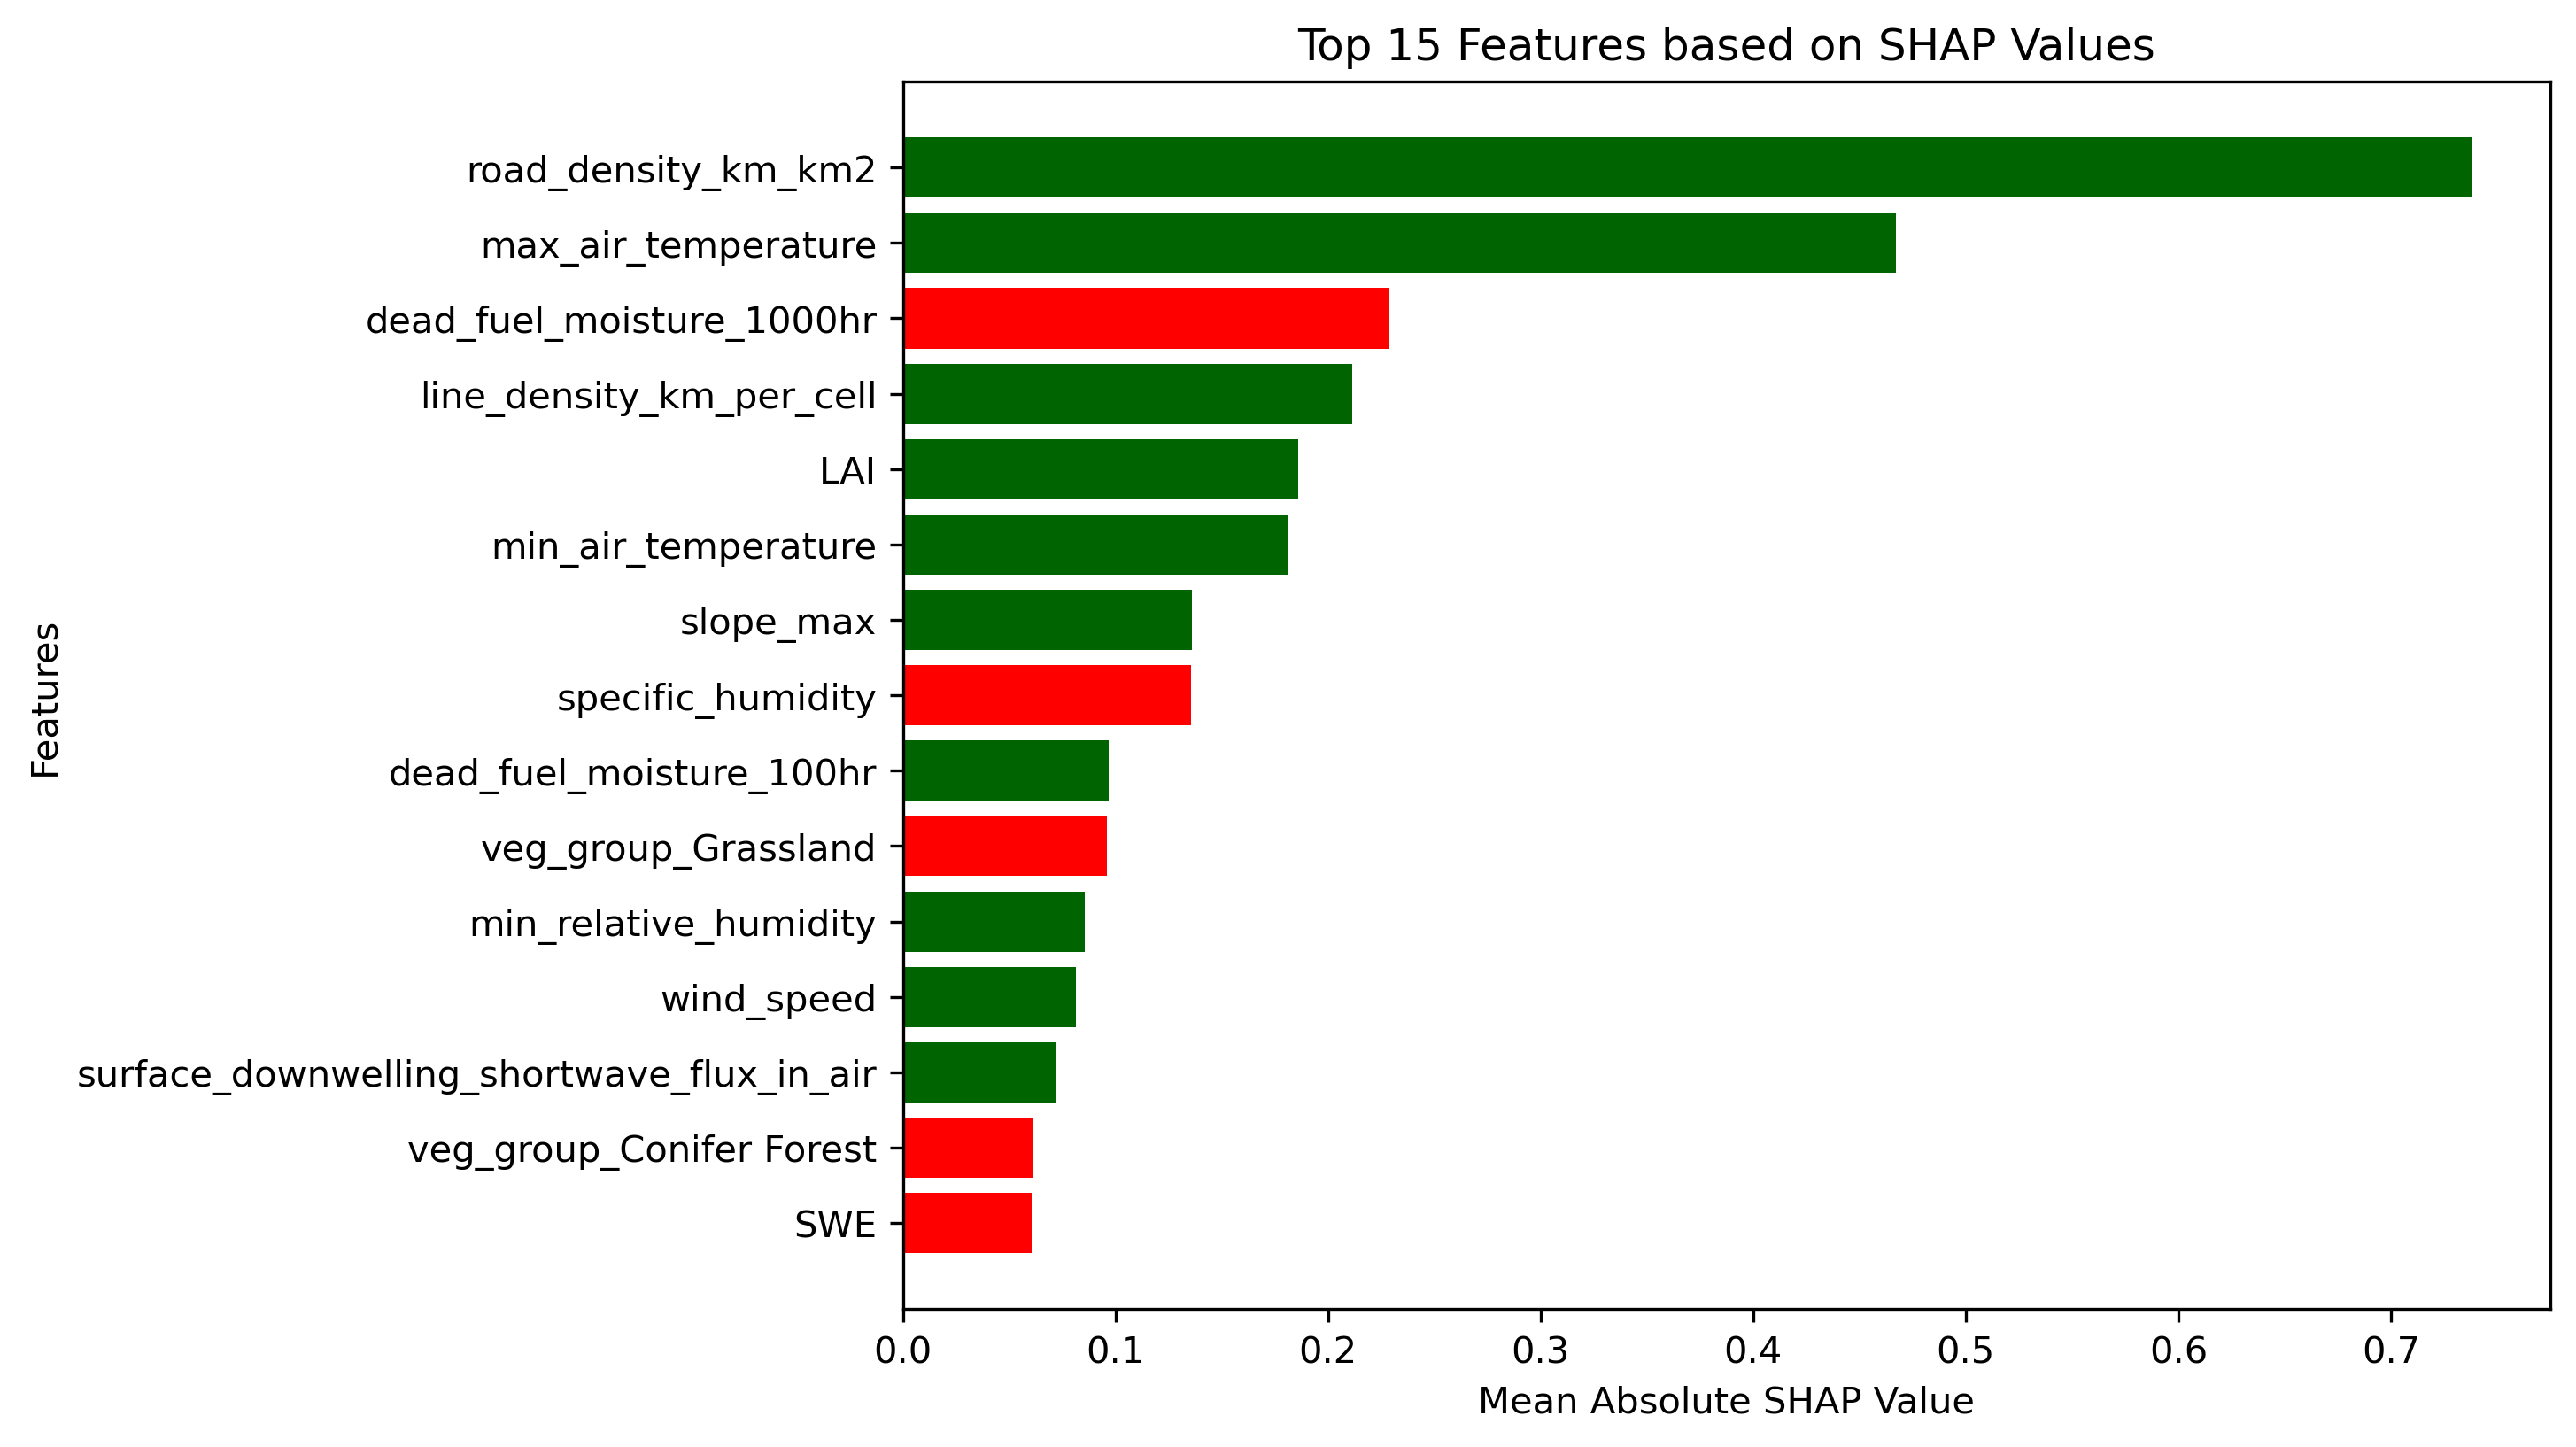 Top 15 Features based on SHAP Values
road_density_km_km2
max_air_temperature
dead_fuel_moisture_1000hr
line_density_km_per_cell
LAI
min_air_temperature
slope_max
specific_humidity
dead_fuel_moisture_100hr
veg_group_Grassland
min_relative_humidity
wind_speed
surface_downwelling_shortwave_flux_in_air
veg_group_Conifer Forest
SWE
Features
0.0 0.1 0.2 0.3 0.4 0.5 0.6 0.7
Mean Absolute SHAP Value